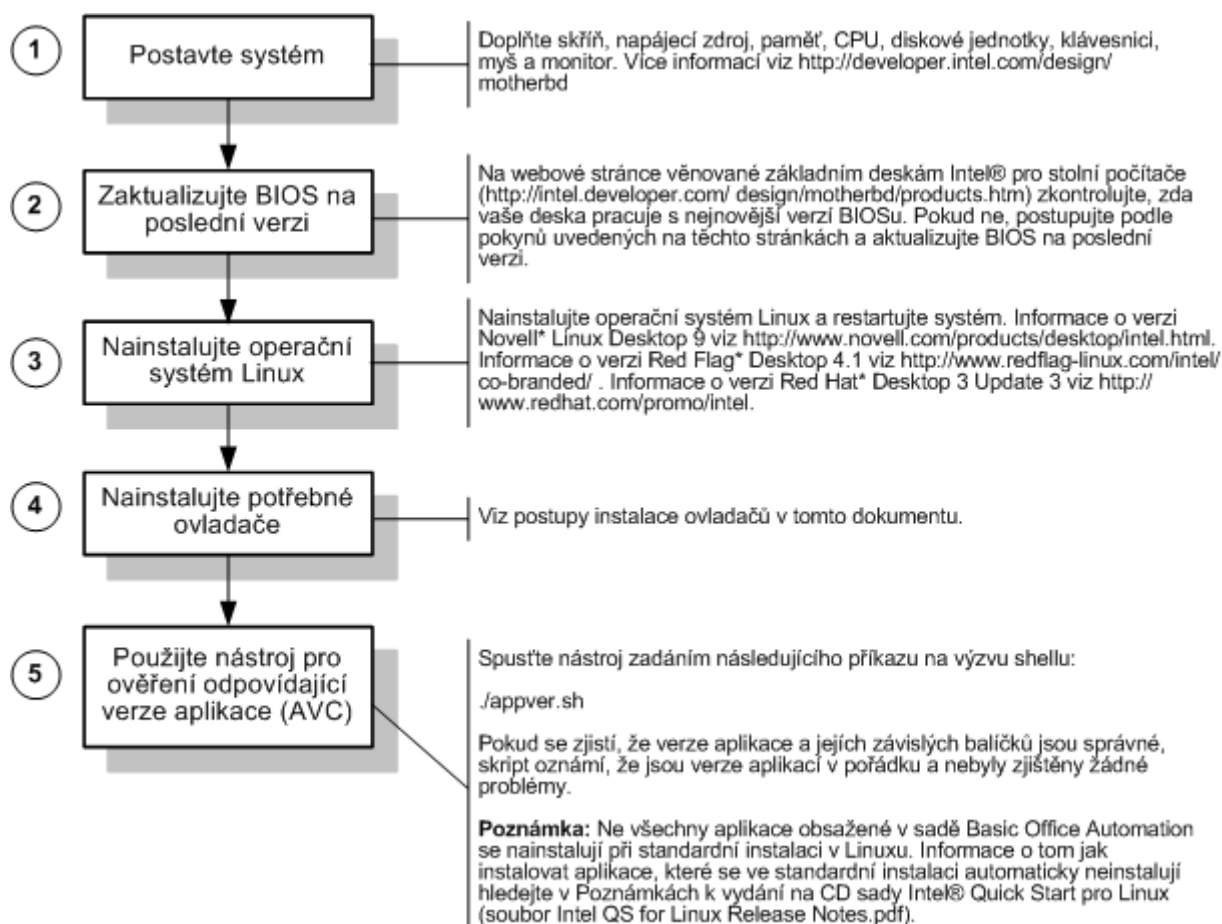 1
Postavte systém
Doplňte skříň, napájecí zdroj, paměť, CPU, diskové jednotky, klávesnici,
myš a monitor. Více informací viz http://developer.intel.com/design/
motherbd
2
Zaktualizujte BIOS na
poslední verzi
Na webové stránce věnované základním deskám Intel® pro stolní počítače
(http://intel.developer.com/ design/motherbd/products.htm) zkontrolujte, zda
vaše deska pracuje s nejnovější verzí BIOSu. Pokud ne, postupujte podle
pokynů uvedených na těchto stránkách a aktualizujte BIOS na poslední
verzi.
3
Nainstalujte operační
systém Linux
Nainstalujte operační systém Linux a restartujte systém. Informace o verzi
Novell* Linux Desktop 9 viz http://www.novell.com/products/desktop/intel.html.
Informace o verzi Red Flag* Desktop 4.1 viz http://www.redflag-linux.com/intel/
co-branded/ . Informace o verzi Red Hat* Desktop 3 Update 3 viz http://
www.redhat.com/promo/intel.
4
Nainstalujte potřebné
ovladače
Viz postupy instalace ovladačů v tomto dokumentu.
5
Použijte nástroj pro
ověření odpovídající
verze aplikace (AVC)
Spusťte nástroj zadáním následujícího příkazu na výzvu shellu:
./appver.sh
Pokud se zjistí, že verze aplikace a jejích závislých balíčků jsou správné,
skript oznámí, že jsou verze aplikací v pořádku a nebyly zjištěny žádné
problémy.
Poznámka: Ne všechny aplikace obsažené v sadě Basic Office Automation
se nainstalují při standardní instalaci v Linuxu. Informace o tom jak
instalovat aplikace, které se ve standardní instalaci automaticky neinstalují
hledejte v Poznámkách k vydání na CD sady Intel® Quick Start pro Linux
(soubor Intel QS for Linux Release Notes.pdf).